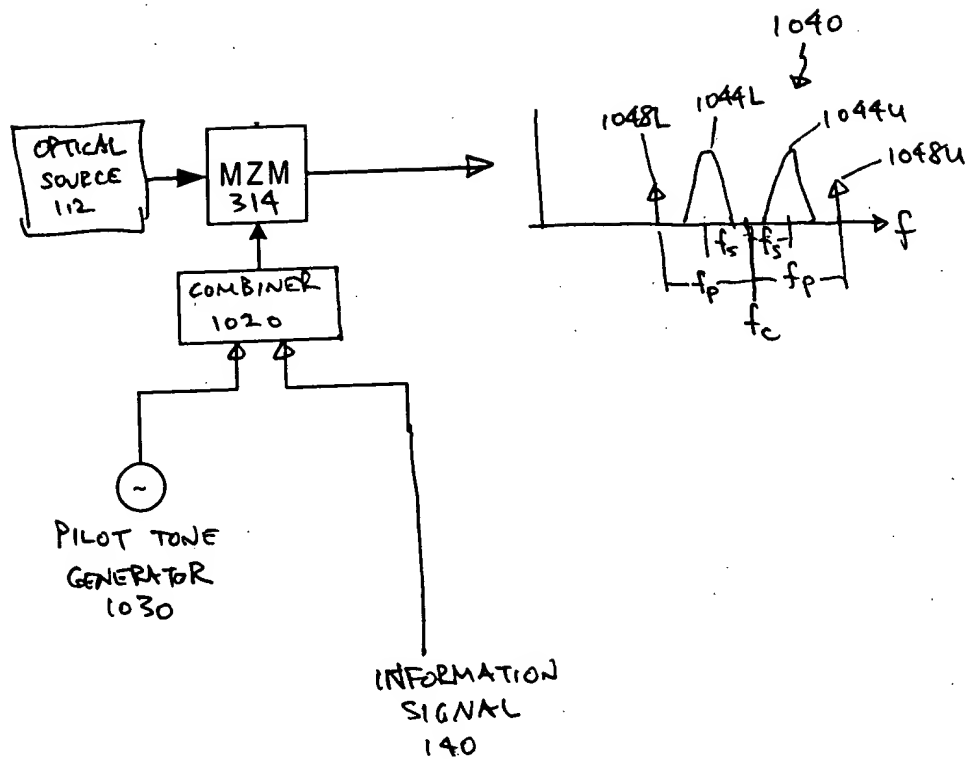 OPTICAL
SOURCE
112
MZM
314
COMBINER
1020
PILOT TONE
GENERATOR
1030
INFORMATION
SIGNAL
140
1040
1048L
1044L
1044U
1048U
f
fs
fs
fp
fp
fc
~